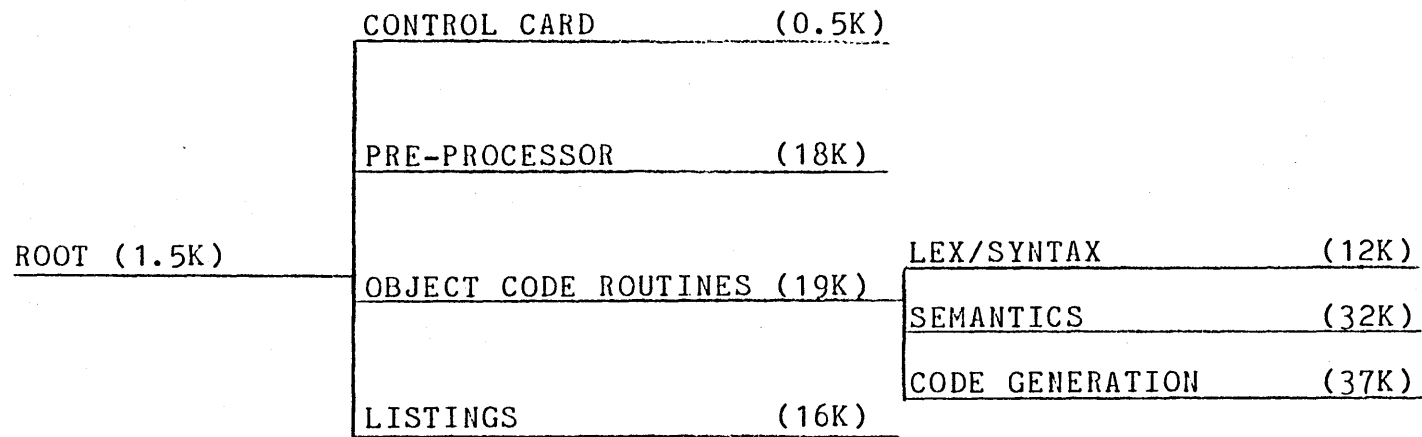 CONTROL CARD (0.5K)
PRE-PROCESSOR (18K)
ROOT (1.5K)
LEX/SYNTAX (12K)
OBJECT CODE ROUTINES (19K)
SEMANTICS (32K)
CODE GENERATION (37K)
LISTINGS (16K)